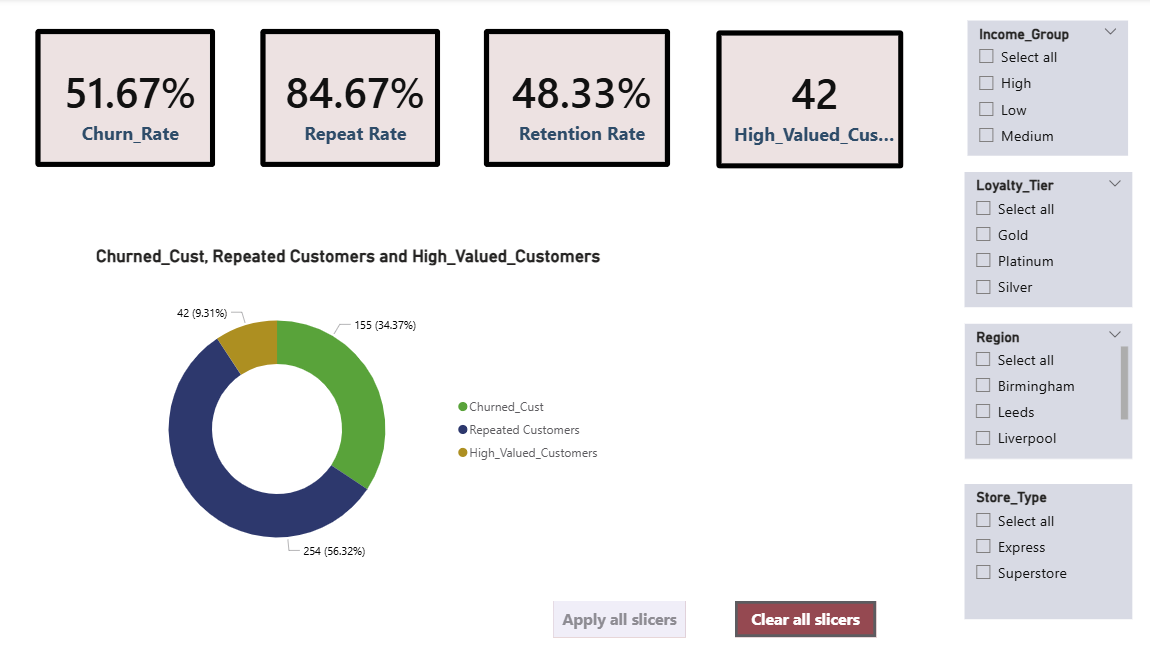 51.67%
Churn_Rate
84.67%
Repeat Rate
48.33%
Retention Rate
42
High_Valued_Cus...
Churned_Cust, Repeated Customers and High_Valued_Customers
42 (9.31%)
155 (34.37%)
254 (56.32%)
Churned_Cust
Repeated Customers
High_Valued_Customers
Income_Group
Select all
High
Low
Medium
Loyalty_Tier
Select all
Gold
Platinum
Silver
Region
Select all
Birmingham
Leeds
Liverpool
Store_Type
Select all
Express
Superstore
Apply all slicers
Clear all slicers